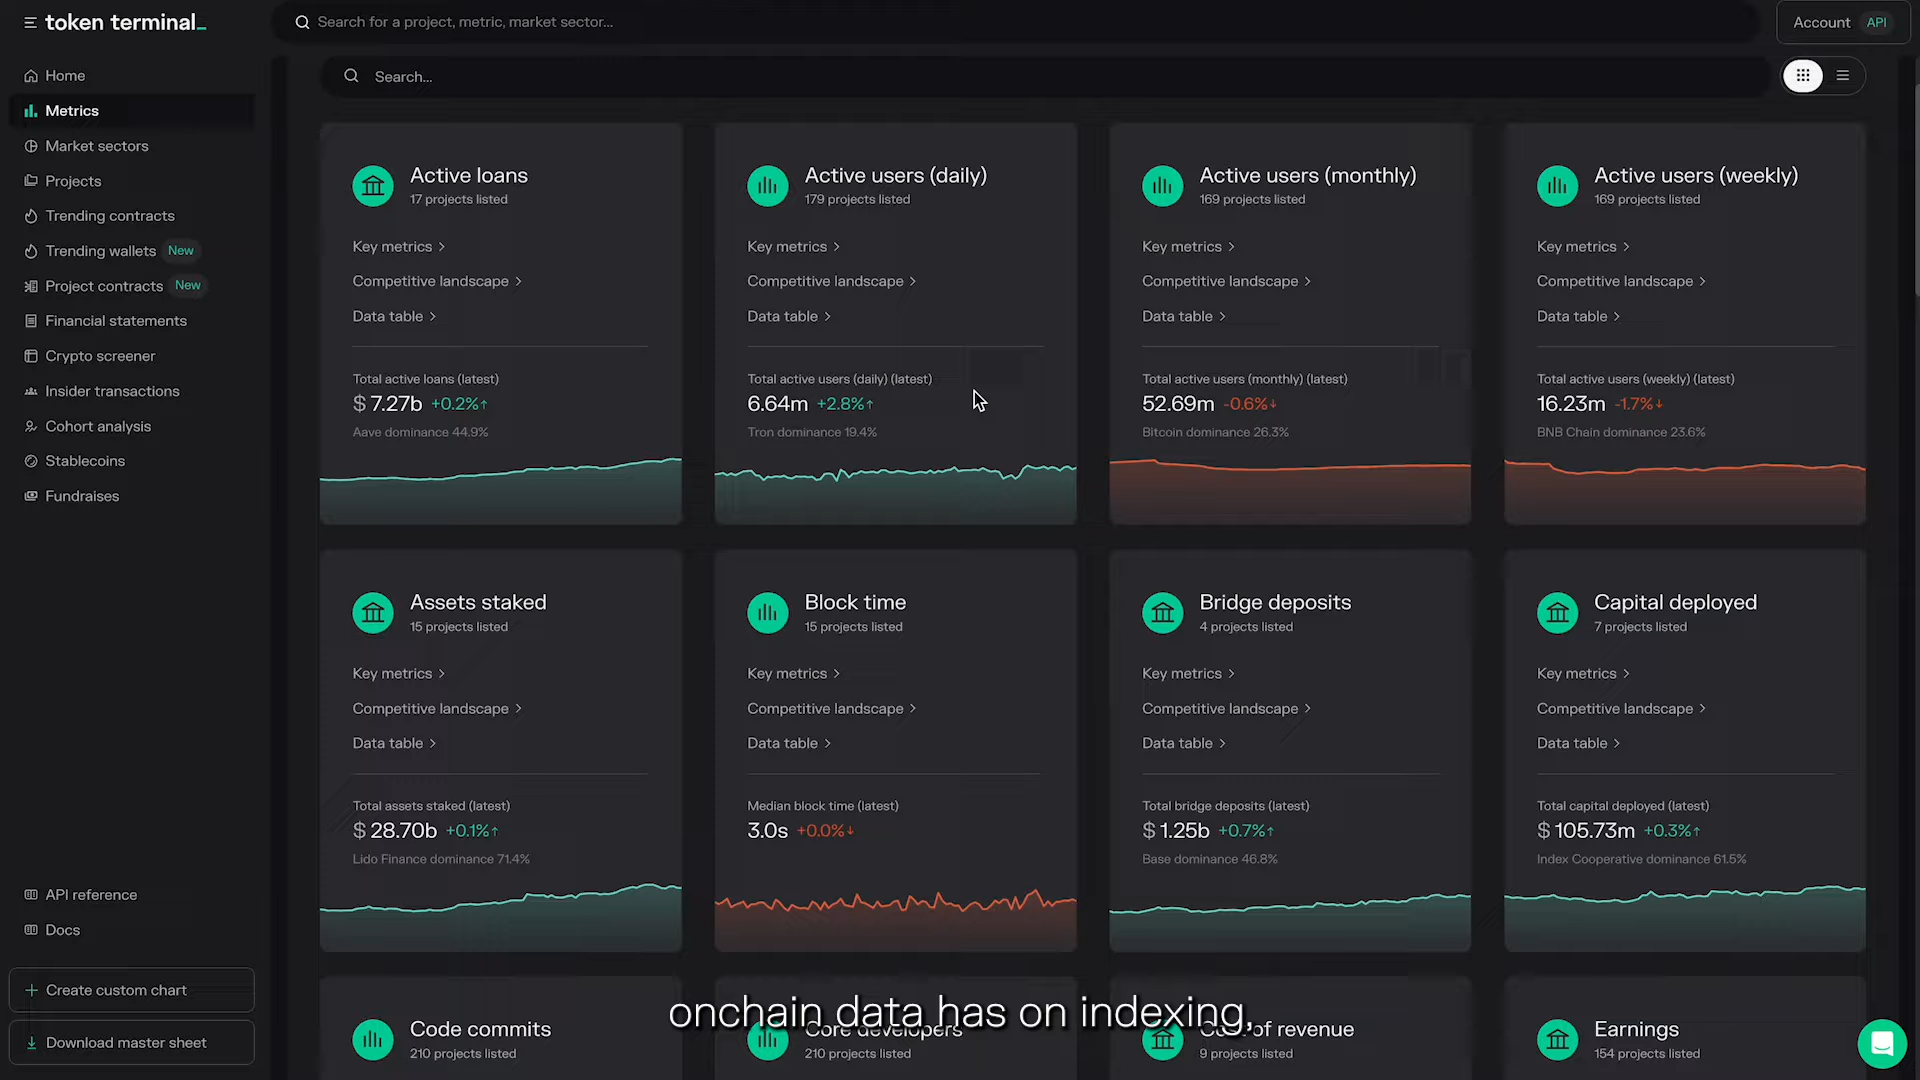 token terminal_
Search for a project, metric, market sector...
Account API
Home
Metrics
Market sectors
Projects
Trending contracts
Trending wallets New
Project contracts New
Financial statements
Crypto screener
Insider transactions
Cohort analysis
Stablecoins
Fundraises
API reference
Docs
Create custom chart
Download master sheet
Search...
Active loans
17 projects listed
Key metrics
Competitive landscape
Data table
Total active loans (latest)
$ 7.27b +0.2%↑
Aave dominance 44.9%
Active users (daily)
179 projects listed
Key metrics
Competitive landscape
Data table
Total active users (daily) (latest)
6.64m +2.8%↑
Tron dominance 19.4%
Active users (monthly)
169 projects listed
Key metrics
Competitive landscape
Data table
Total active users (monthly) (latest)
52.69m -0.6%↓
Bitcoin dominance 26.3%
Active users (weekly)
169 projects listed
Key metrics
Competitive landscape
Data table
Total active users (weekly) (latest)
16.23m -1.7%↓
BNB Chain dominance 23.6%
Assets staked
15 projects listed
Key metrics
Competitive landscape
Data table
Total assets staked (latest)
$ 28.70b +0.1%↑
Lido Finance dominance 71.4%
Block time
15 projects listed
Key metrics
Competitive landscape
Data table
Median block time (latest)
3.0s +0.0%↓
Bridge deposits
4 projects listed
Key metrics
Competitive landscape
Data table
Total bridge deposits (latest)
$ 1.25b +0.7%↑
Base dominance 46.8%
Capital deployed
7 projects listed
Key metrics
Competitive landscape
Data table
Total capital deployed (latest)
$ 105.73m +0.3%↑
Index Cooperative dominance 61.5%
Code commits
210 projects listed
Core developers
210 projects listed
of revenue
9 projects listed
Earnings
154 projects listed
onchain data has on indexing,